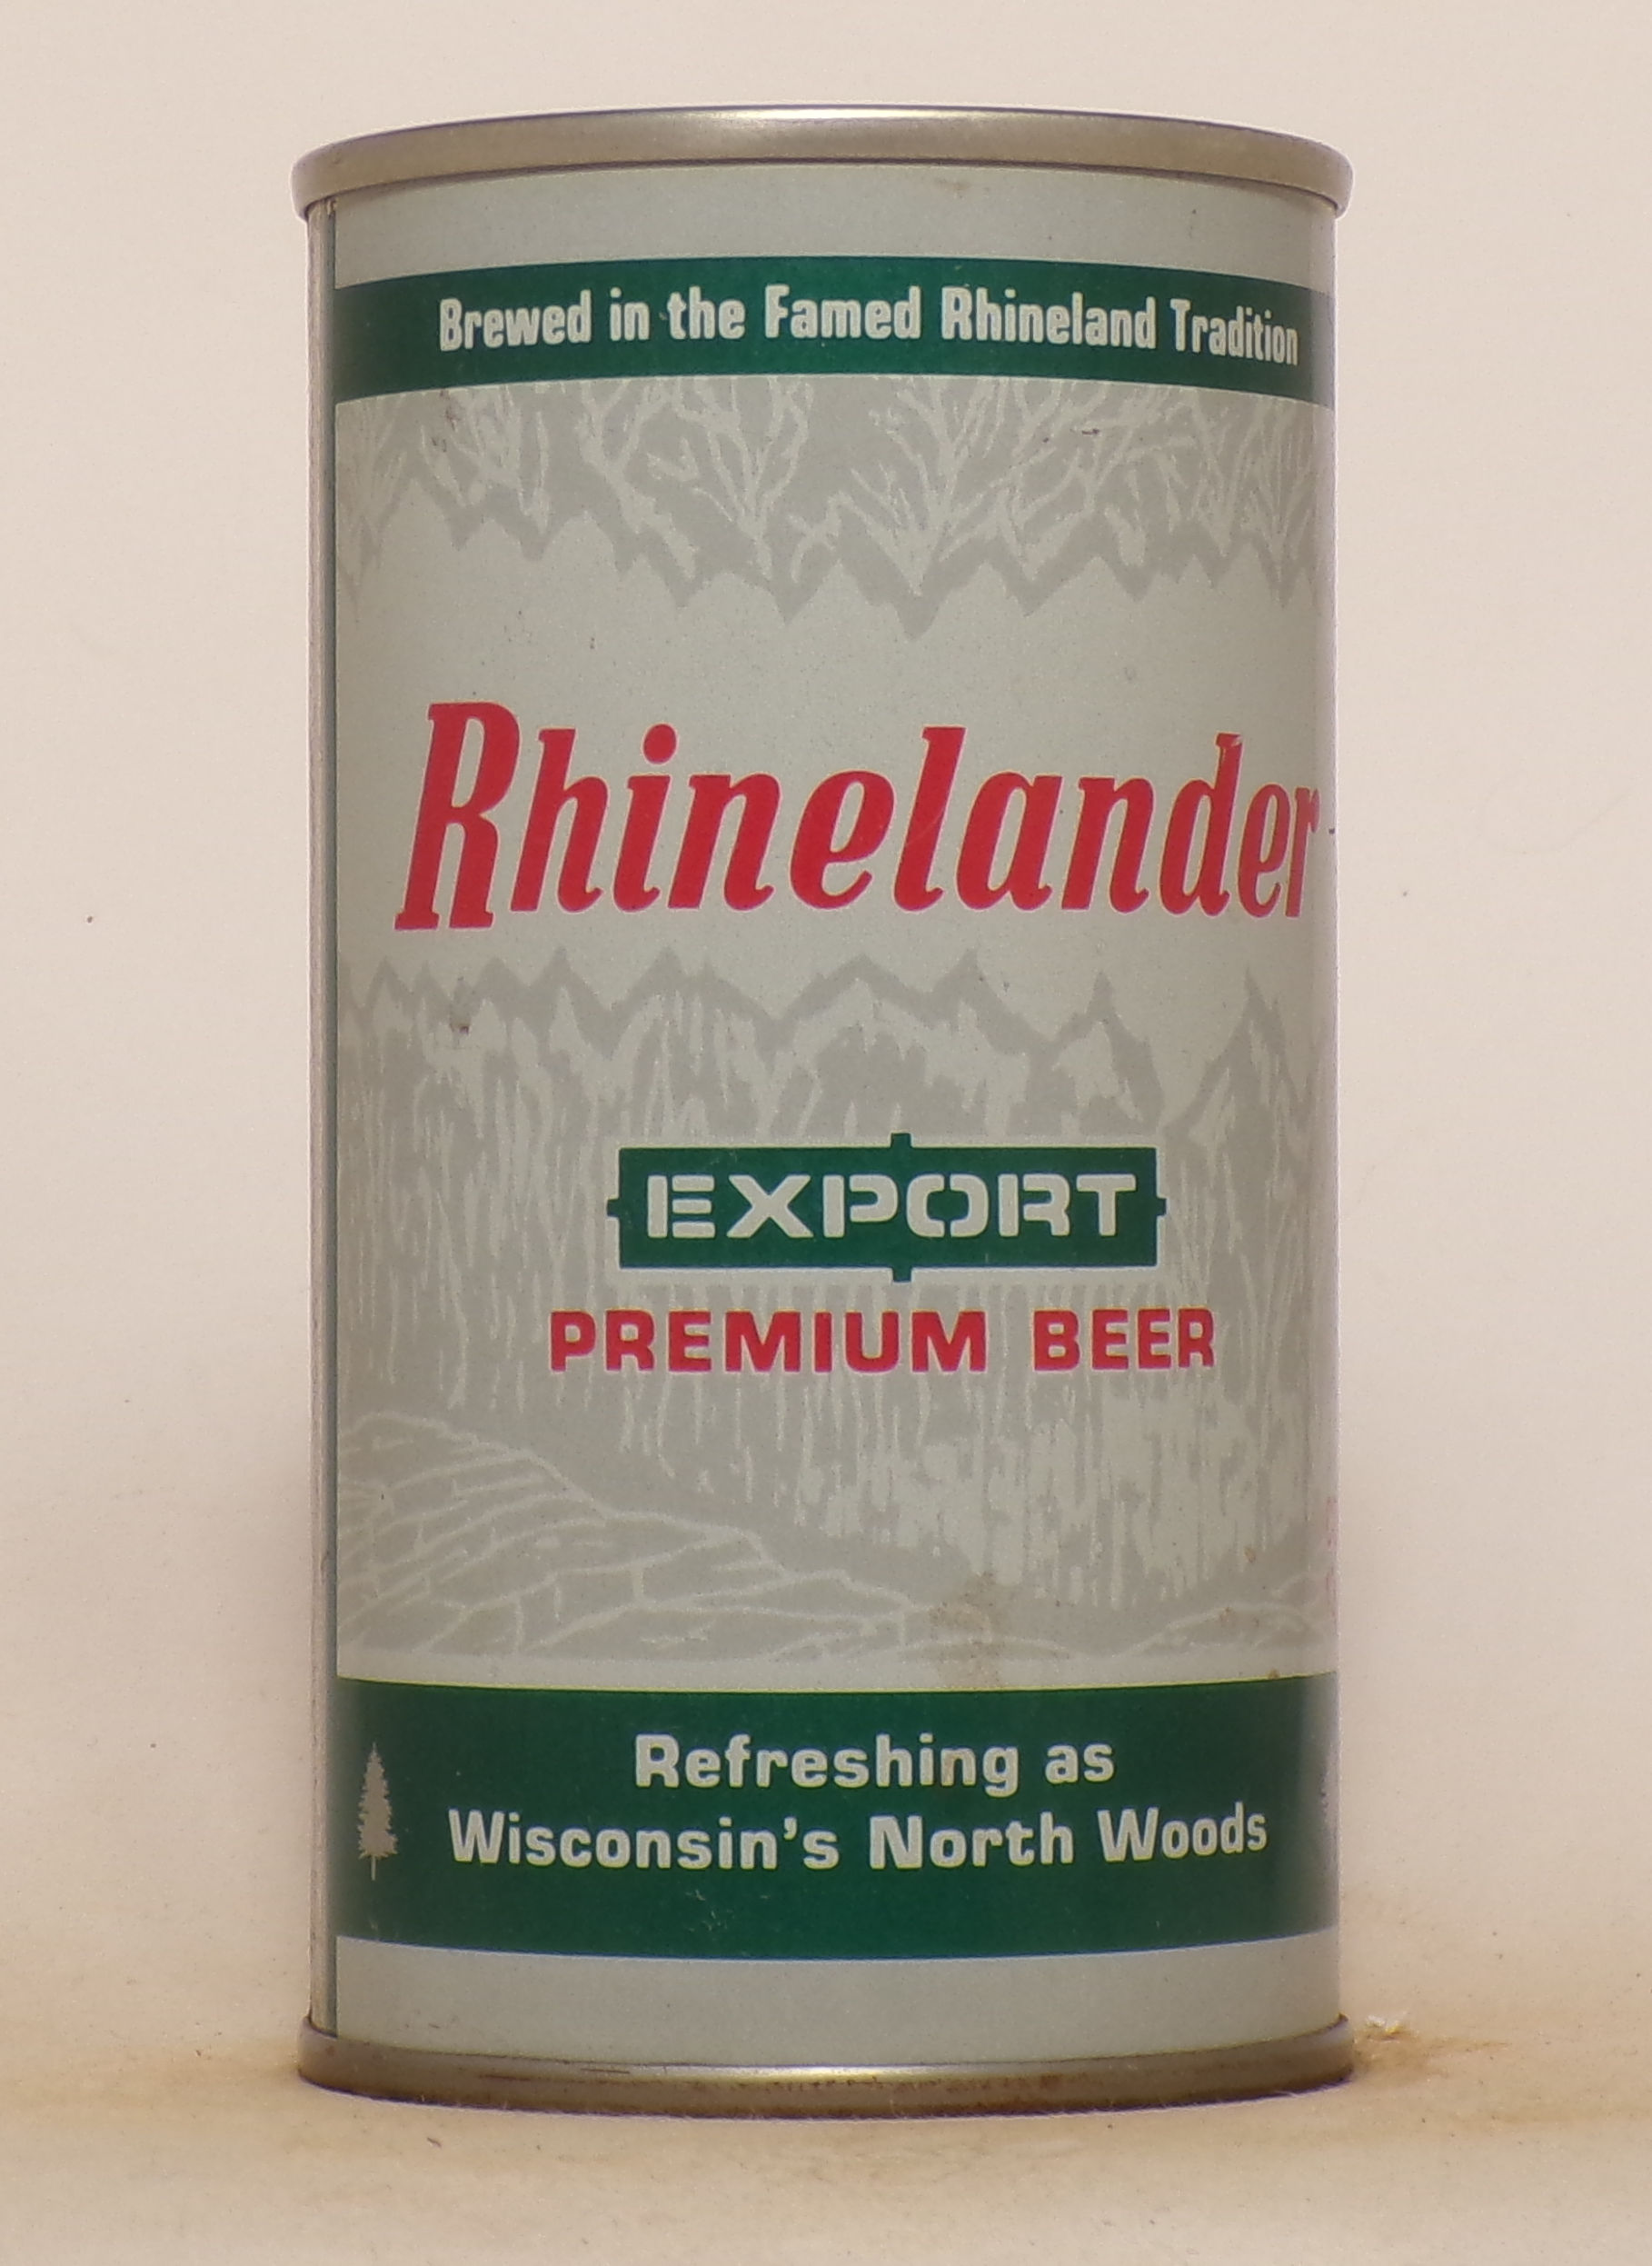 Brewed in the Famed Rhineland Tradition
Rhinelander
EXPORT
PREMIUM BEER
Refreshing as
Wisconsin's North Woods